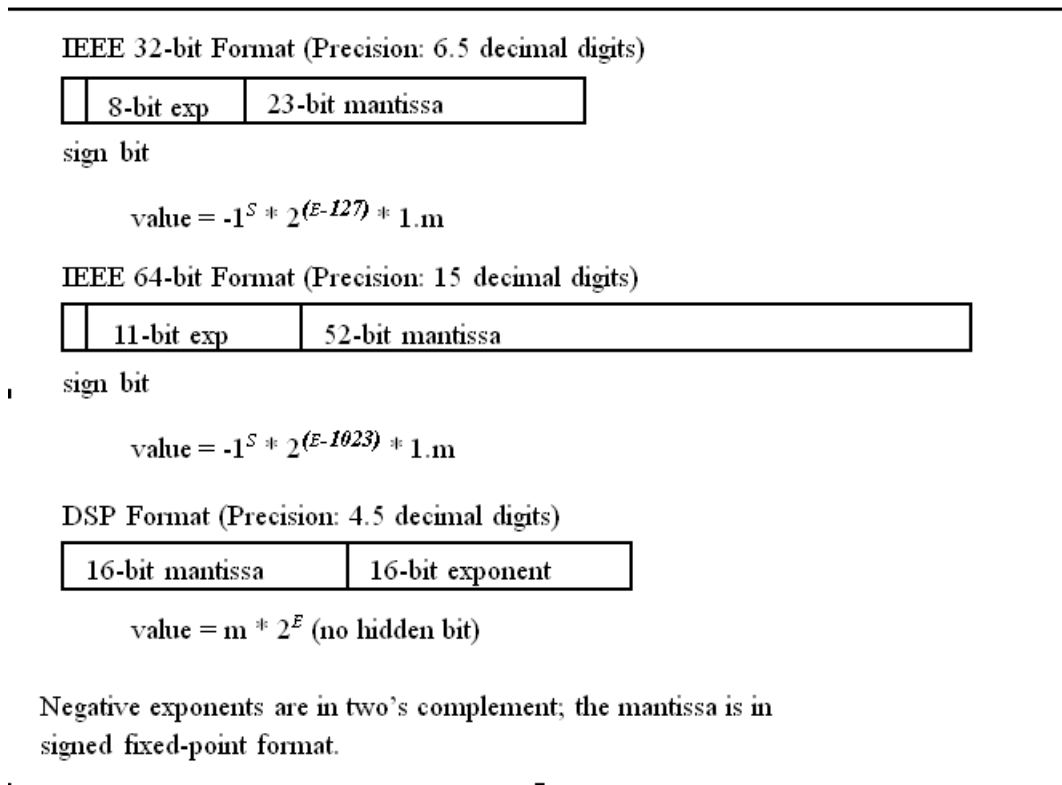 IEEE 32-bit Format (Precision: 6.5 decimal digits)
8-bit exp 23-bit mantissa
sign bit
value = -1^S * 2^(E-127) * 1.m
IEEE 64-bit Format (Precision: 15 decimal digits)
11-bit exp 52-bit mantissa
sign bit
value = -1^S * 2^(E-1023) * 1.m
DSP Format (Precision: 4.5 decimal digits)
16-bit mantissa 16-bit exponent
value = m * 2^E (no hidden bit)
Negative exponents are in two's complement; the mantissa is in
signed fixed-point format.